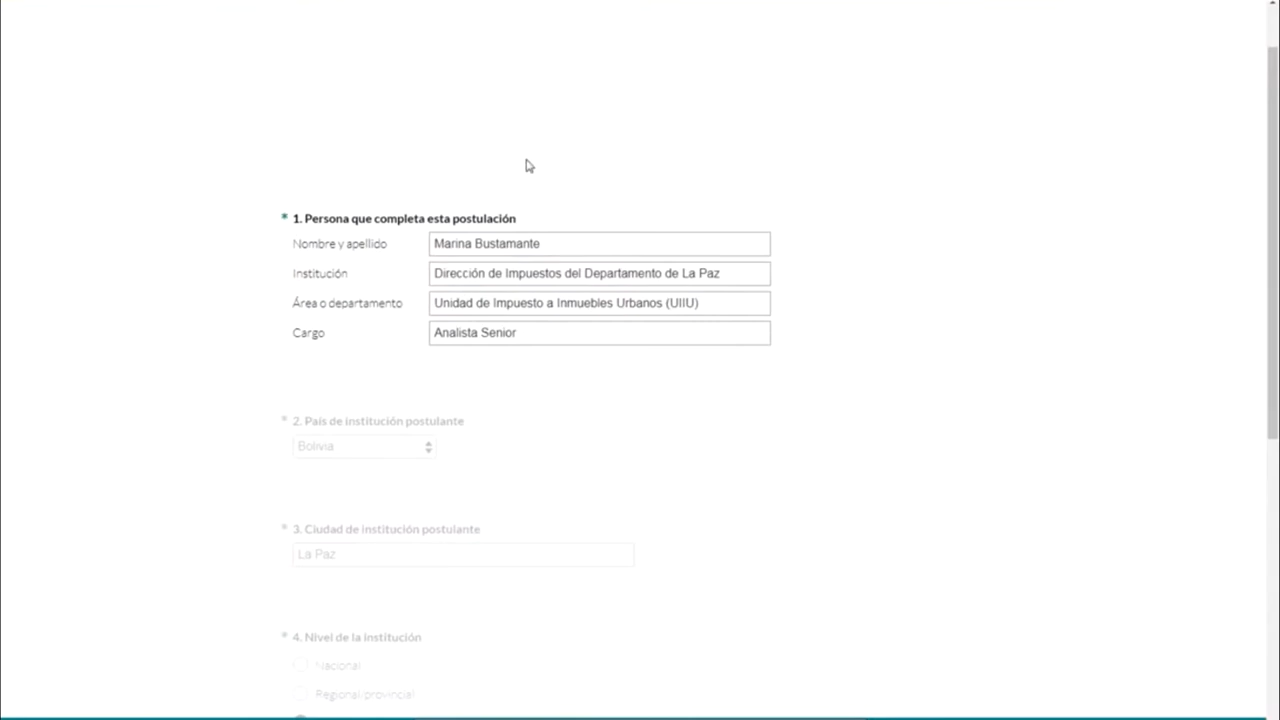 * 1. Persona que completa esta postulación
Nombre y apellido Marina Bustamante
Institución Dirección de Impuestos del Departamento de La Paz
Área o departamento Unidad de Impuesto a Inmuebles Urbanos (UIIU)
Cargo Analista Senior
* 2. País de institución postulante
Bolivia
* 3. Ciudad de institución postulante
La Paz
* 4. Nivel de la institución
Nacional
Regional/provincial